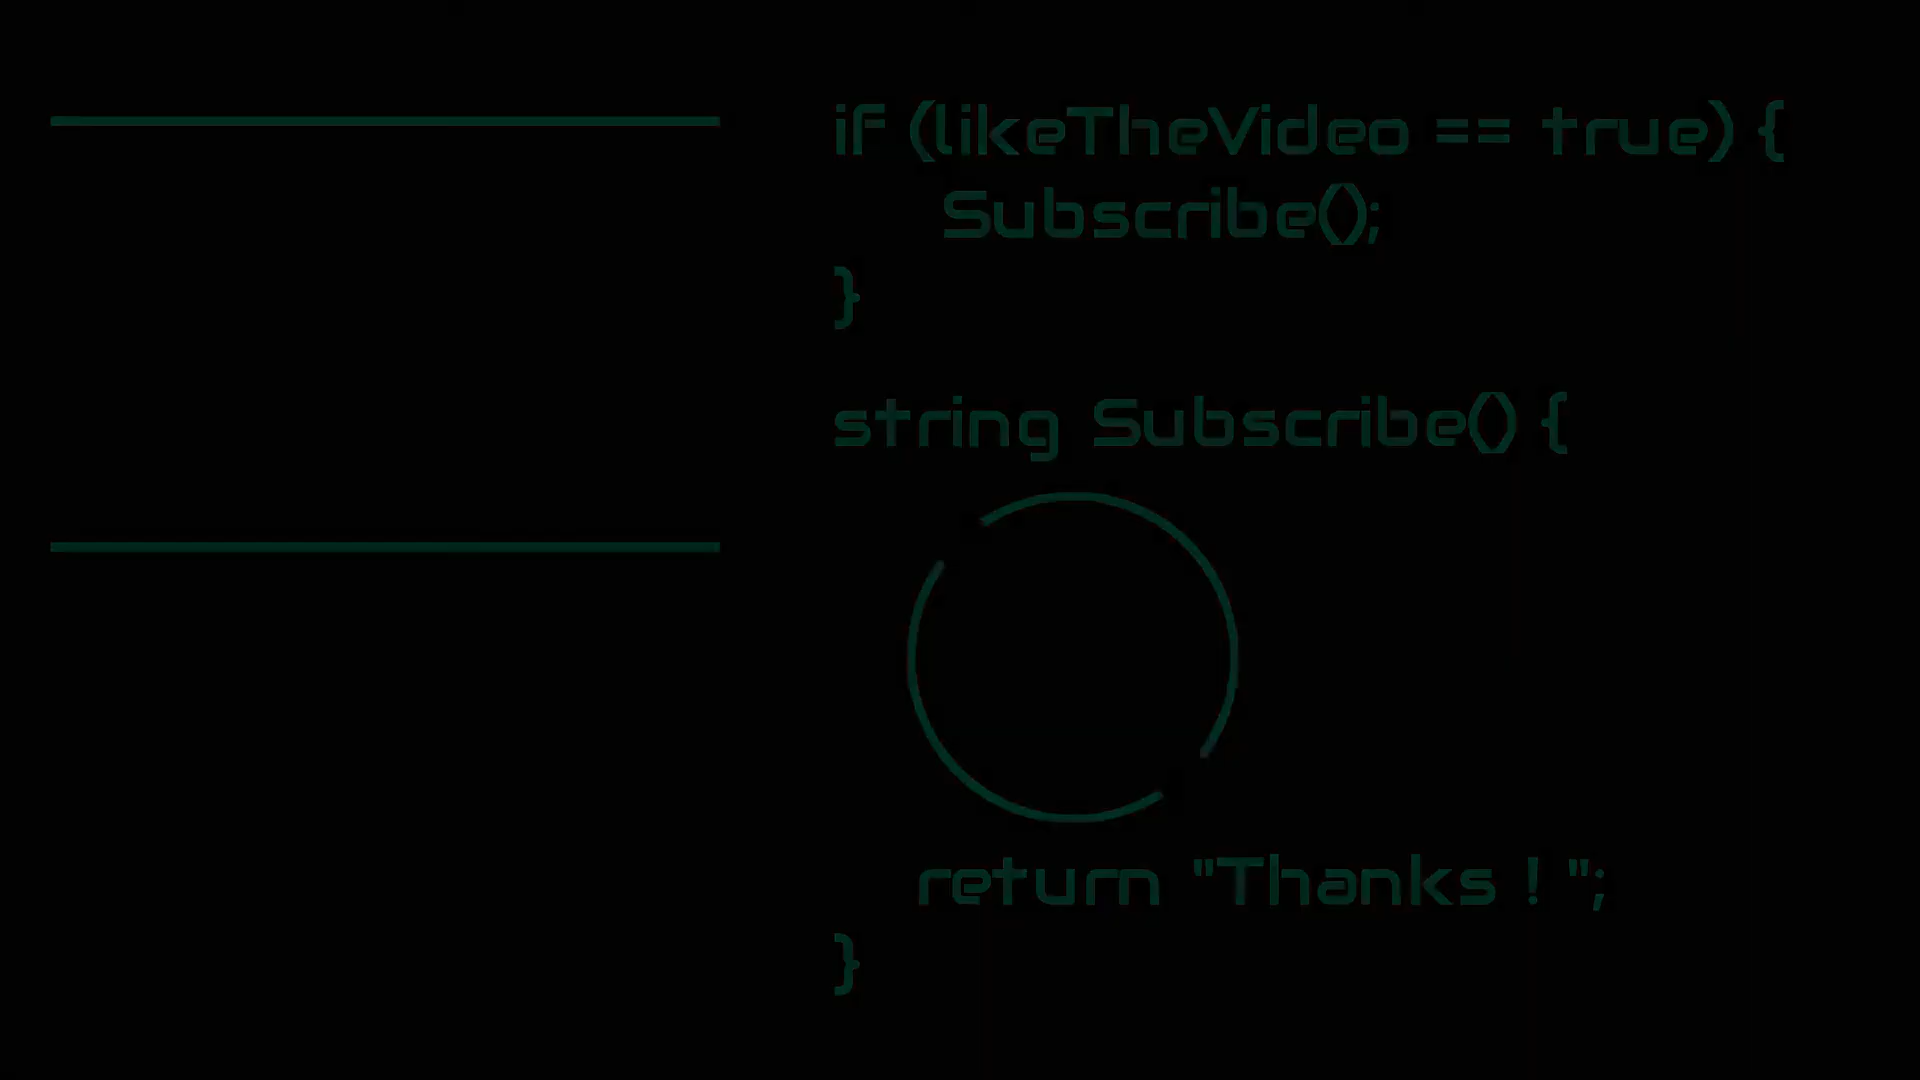 if (likeTheVideo == true) {
Subscribe();
}
string Subscribe() {
return "Thanks ! ";
}